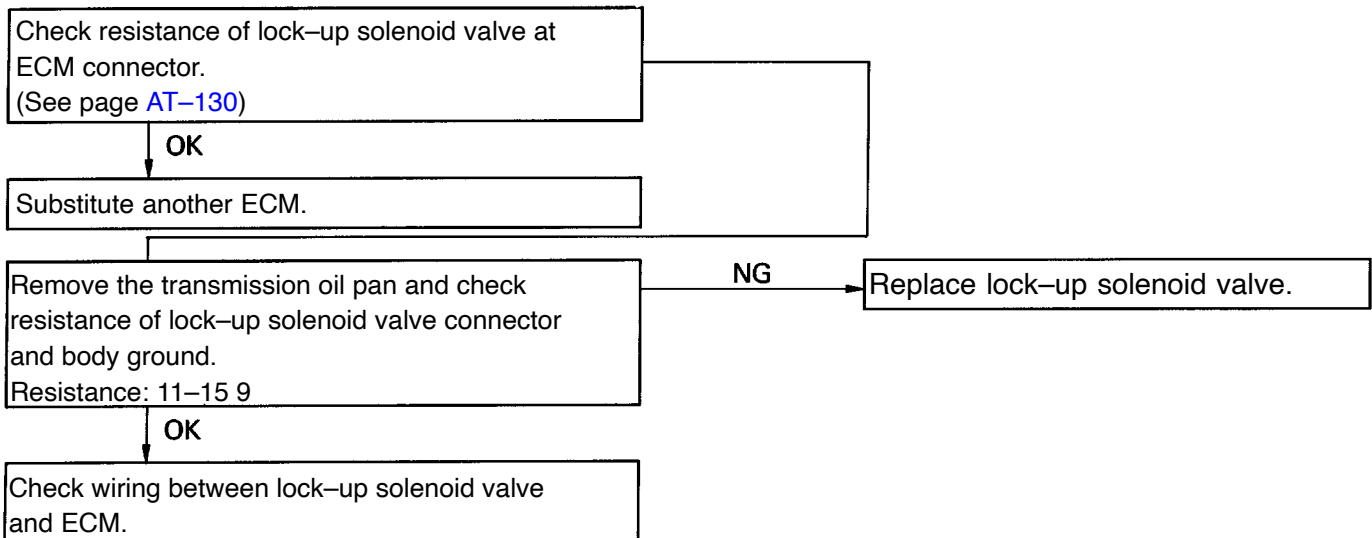 Check resistance of lock–up solenoid valve at
ECM connector.
(See page AT–130)
OK
Substitute another ECM.
Remove the transmission oil pan and check
resistance of lock–up solenoid valve connector
and body ground.
Resistance: 11–15 9
NG
Replace lock–up solenoid valve.
OK
Check wiring between lock–up solenoid valve
and ECM.